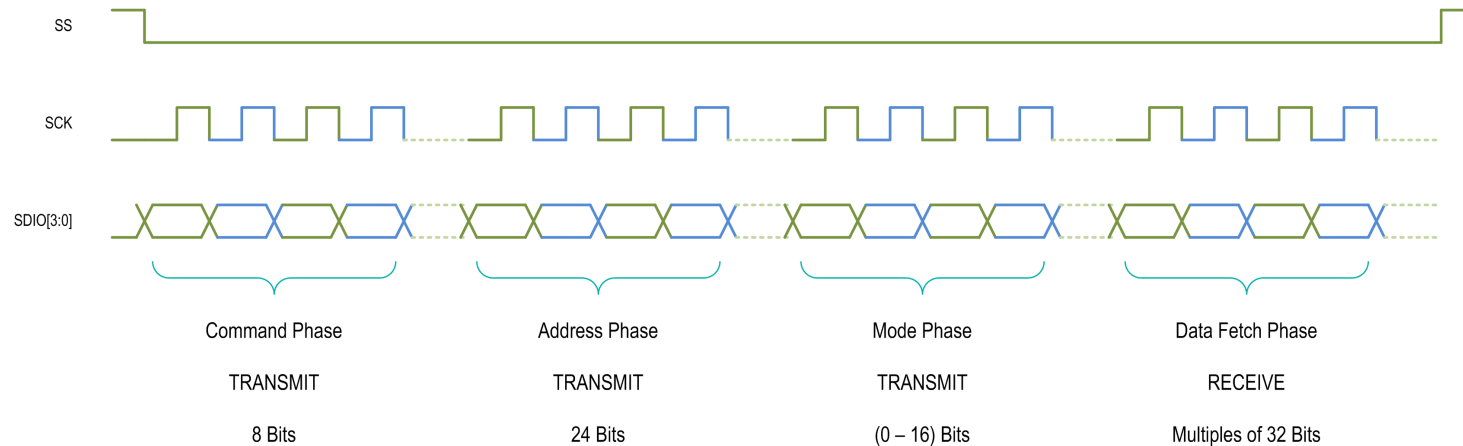 SS
SCK
SDIO[3:0]
Command Phase Address Phase Mode Phase Data Fetch Phase
TRANSMIT TRANSMIT TRANSMIT RECEIVE
8 Bits 24 Bits (0 – 16) Bits Multiples of 32 Bits